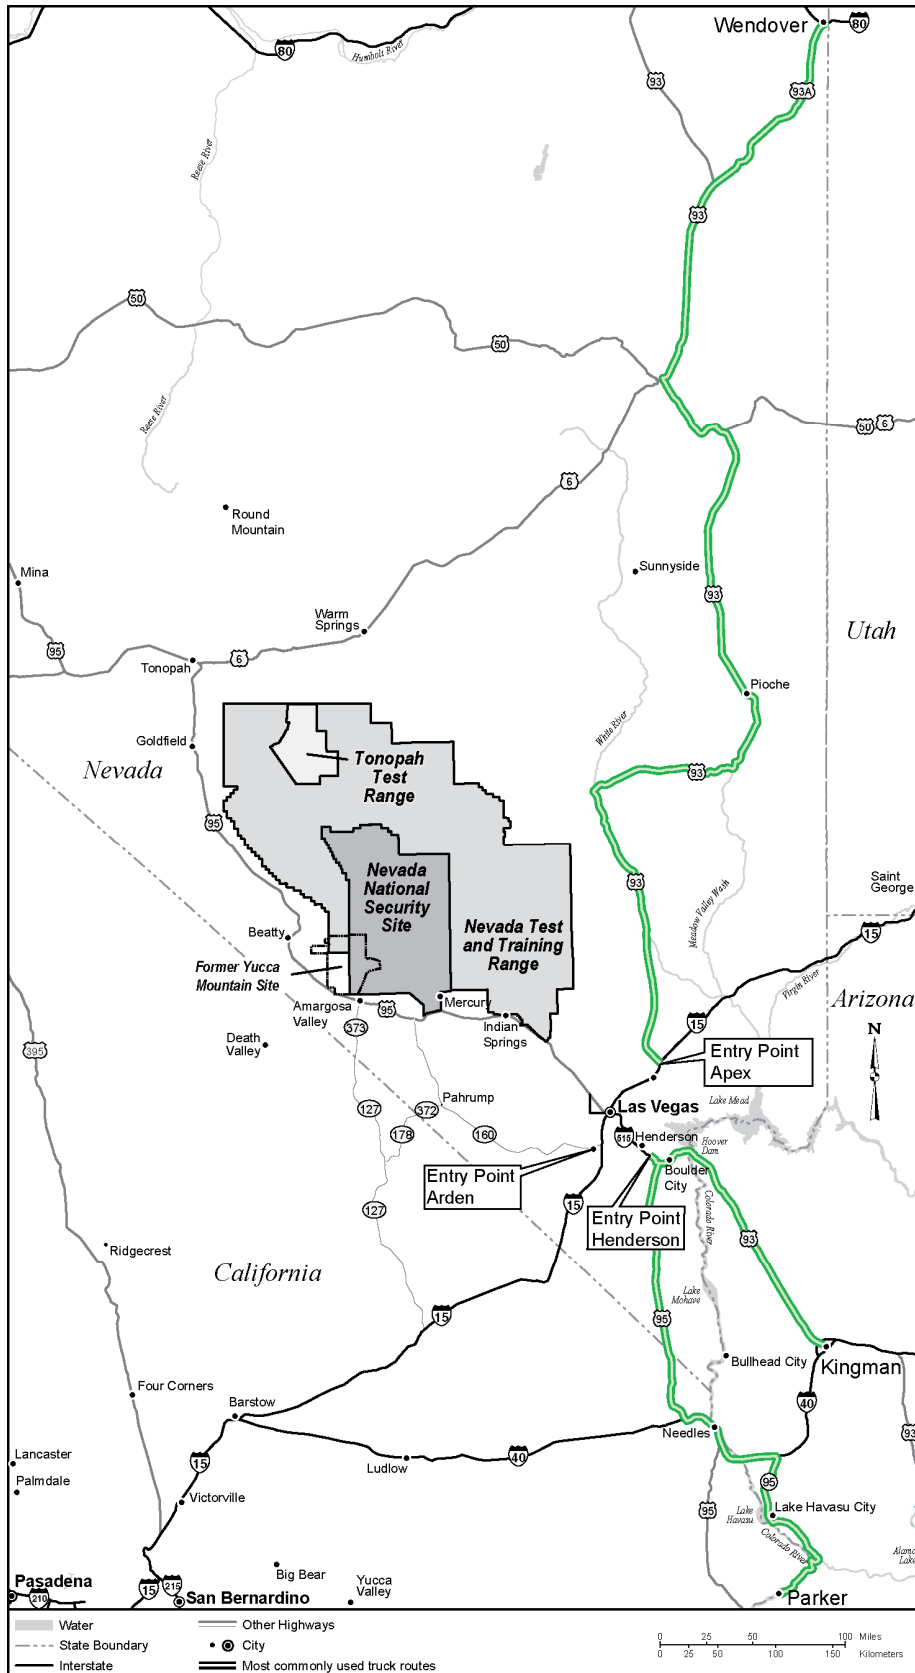 Wendover
80
80
Humbolt River
93
93A
Reese River
93
50
50
Reese River
50
6
6
Round
Mountain
Sunnyside
Mina
93
Warm
Springs
Utah
95
6
Tonopah
Pioche
White River
Goldfield
Nevada
Tonopah
Test
Range
93
95
Nevada
National
Security
Site
93
Saint
George
Meadow Valley Wash
Nevada Test
and Training
Range
Beatty
15
Former Yucca
Mountain Site
Virgin River
Arizona
Mercury
Amargosa
Valley
95
15
Indian
Springs
373
N
Death
Valley
395
Entry Point
Apex
Pahrump
Lake Mead
127
372
Las Vegas
178
160
515
Henderson
Hoover
Dam
Entry Point
Arden
Boulder
City
15
127
Entry Point
Henderson
Colorado River
93
Ridgecrest
California
Lake
Mohave
15
95
Kingman
Bullhead City
Four Corners
40
Barstow
Needles
93
Lancaster
15
Ludlow
40
Palmdale
95
Victorville
95
Lake
Havasu
Lake Havasu City
Colorado River
Alamo
Lake
Big Bear
Yucca
Valley
Pasadena
210
15
215
San Bernardino
Parker
Water
Other Highways
State Boundary
City
Interstate
Most commonly used truck routes
0 25 50 100 Miles
0 25 50 100 150 Kilometers